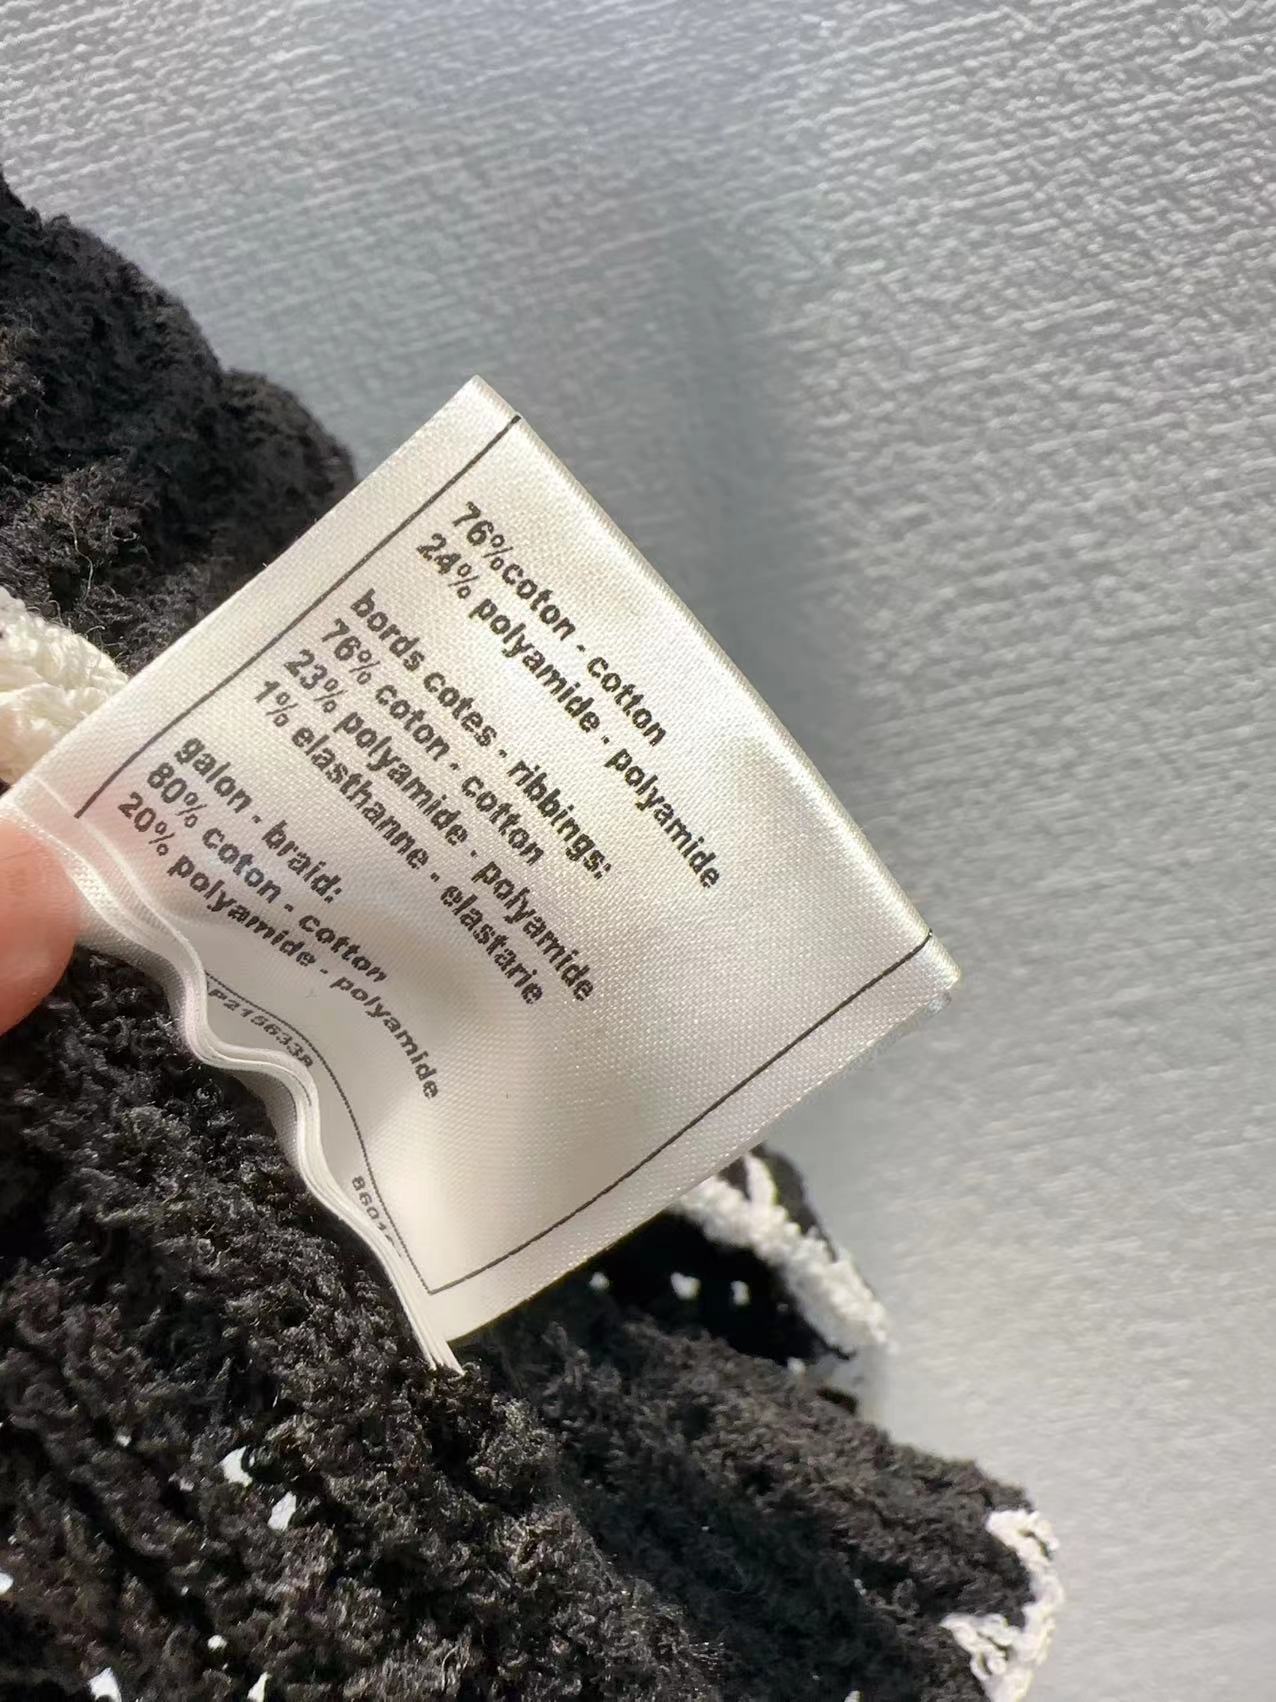 76%coton - cotton
24% polyamide - polyamide
bords cotes - ribbings:
76% coton - cotton
23% polyamide - polyamide
1% elasthanne - elastarie
galon - braid:
80% coton - cotton
20% polyamide - polyamide